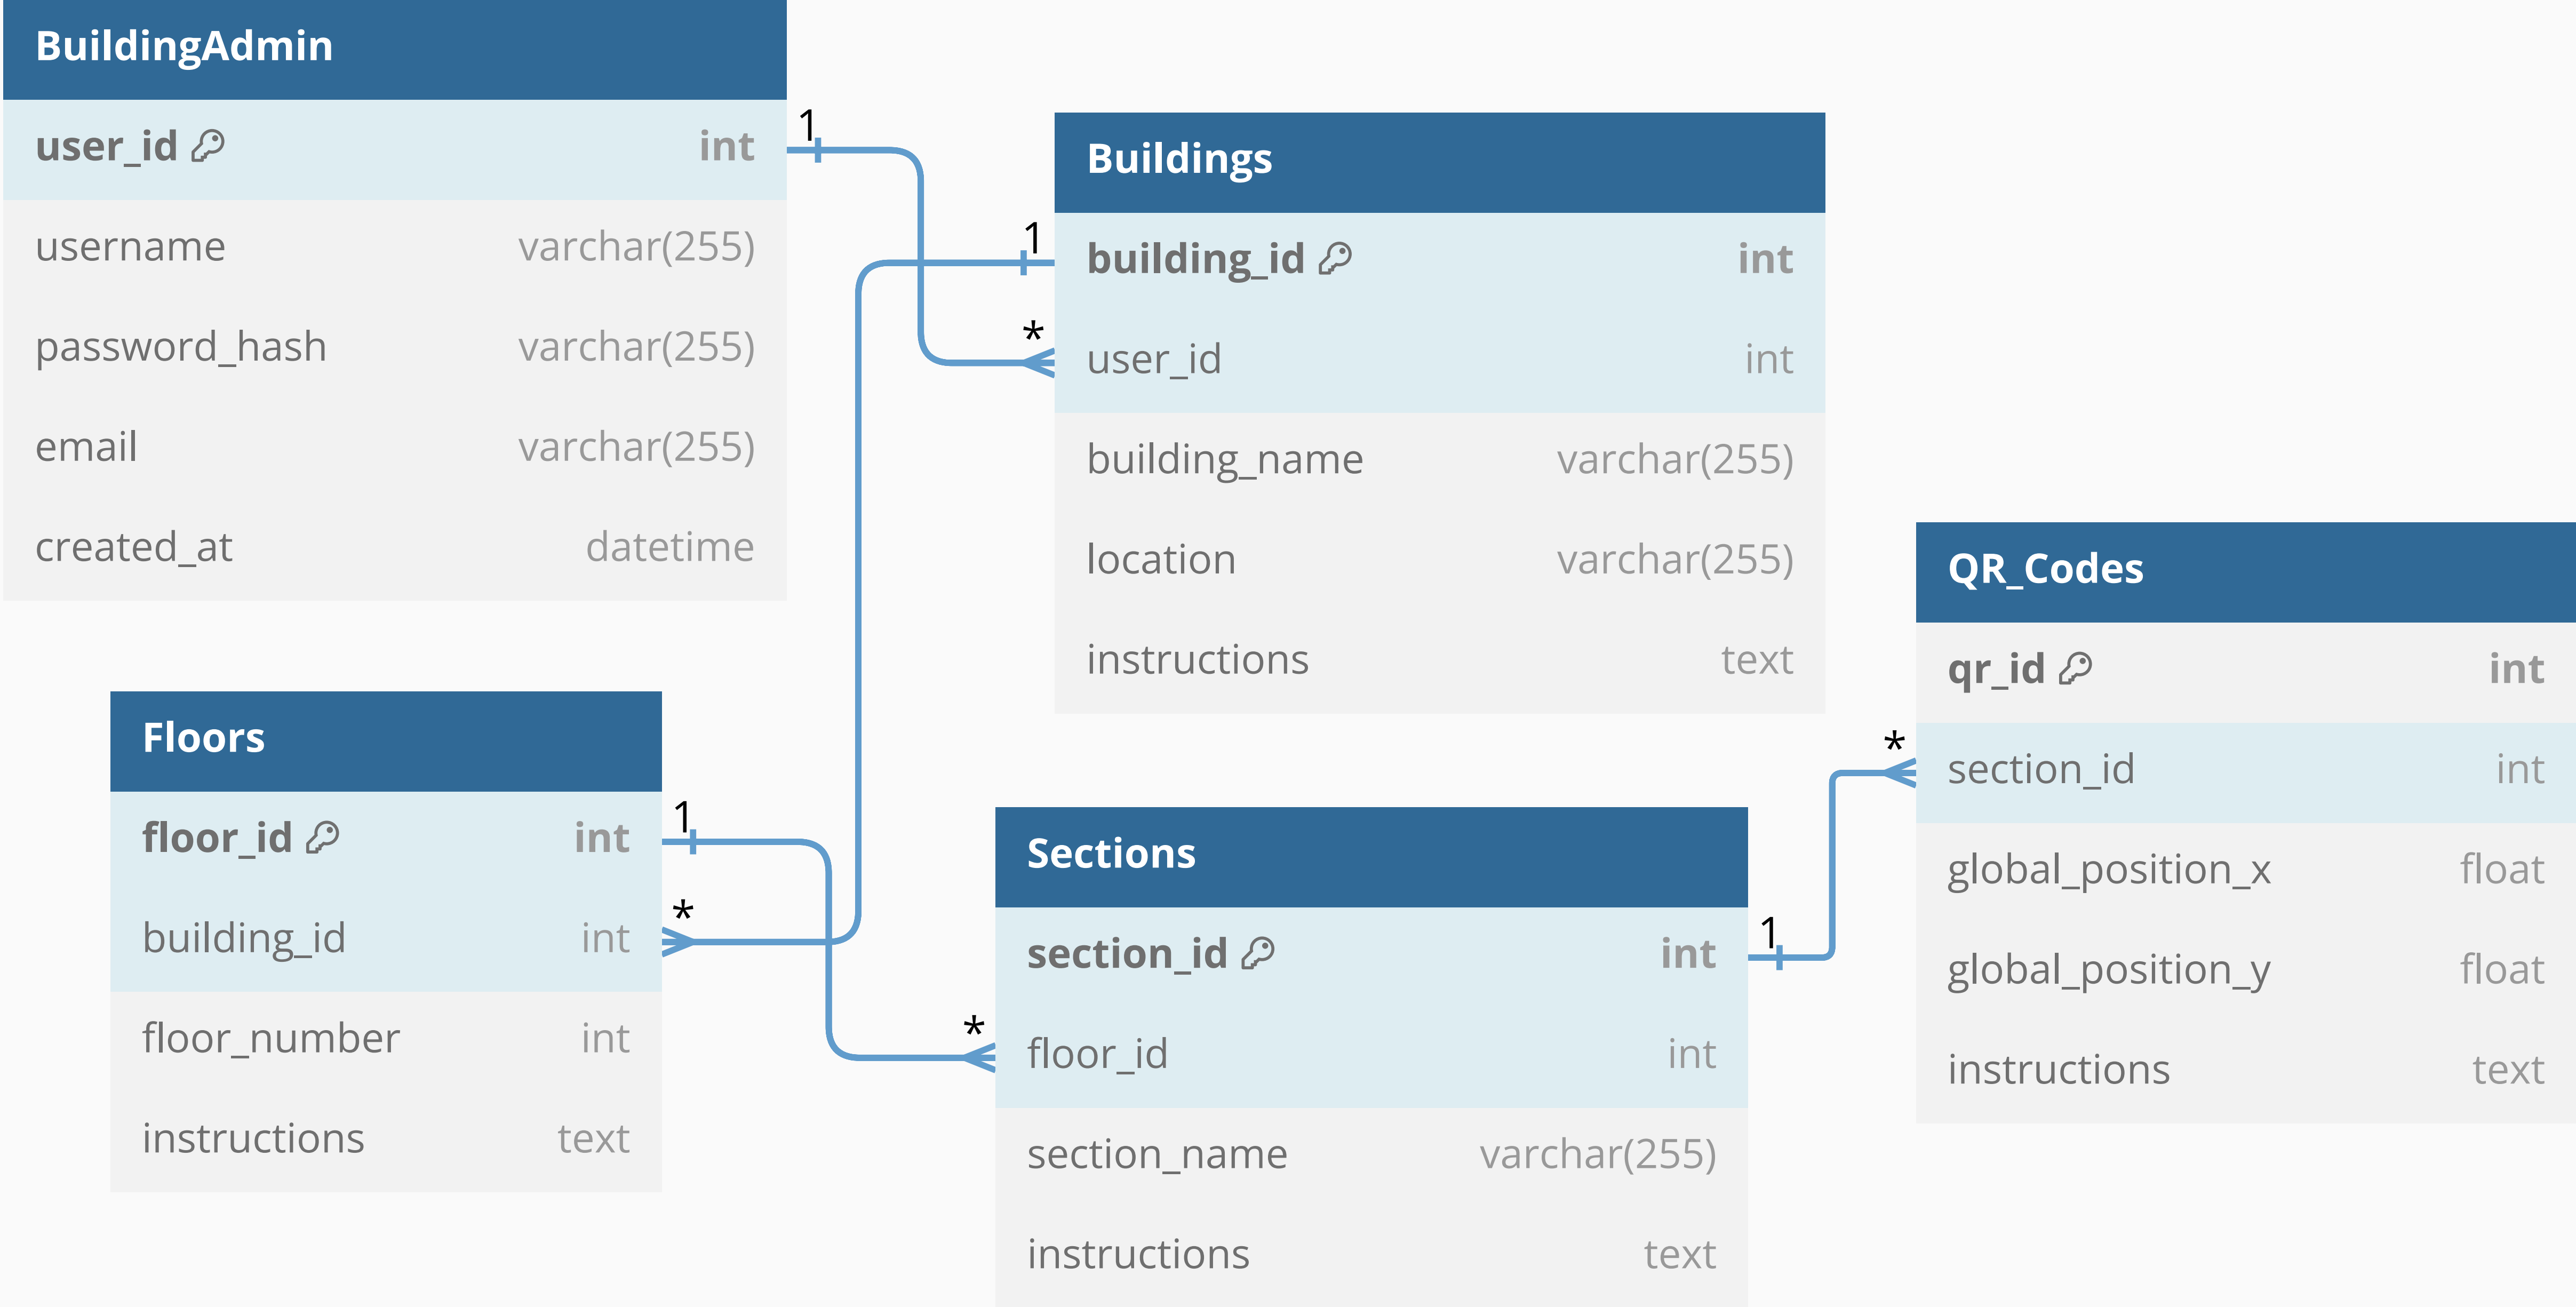 BuildingAdmin
user_id int
username varchar(255)
password_hash varchar(255)
email varchar(255)
created_at datetime
1
*
1
*
Buildings
building_id int
user_id int
building_name varchar(255)
location varchar(255)
instructions text
Floors
floor_id int
building_id int
floor_number int
instructions text
1
*
Sections
section_id int
floor_id int
section_name varchar(255)
instructions text
1
*
QR_Codes
qr_id int
section_id int
global_position_x float
global_position_y float
instructions text